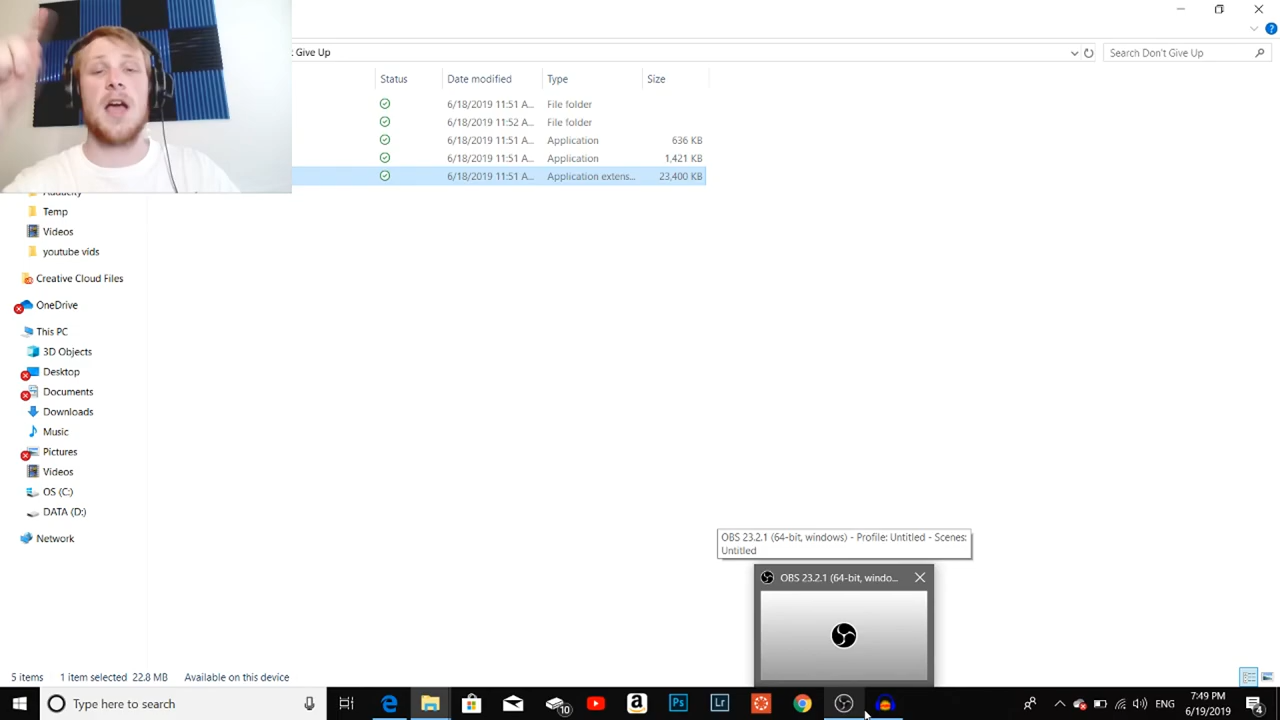 t Give Up
Search Don't Give Up
Status
Date modified
Type
Size
6/18/2019 11:51 A...
File folder
6/18/2019 11:52 A...
File folder
6/18/2019 11:51 A...
Application
636 KB
6/18/2019 11:51 A...
Application
1,421 KB
6/18/2019 11:51 A...
Application extens...
23,400 KB
Audacity
Temp
Videos
youtube vids
Creative Cloud Files
OneDrive
This PC
3D Objects
Desktop
Documents
Downloads
Music
Pictures
Videos
OS (C:)
DATA (D:)
Network
OBS 23.2.1 (64-bit, windows) - Profile: Untitled - Scenes:
Untitled
OBS 23.2.1 (64-bit, windo...
5 items
1 item selected 22.8 MB
Available on this device
Type here to search
10
a
Ps
Lr
ENG
7:49 PM
6/19/2019
4